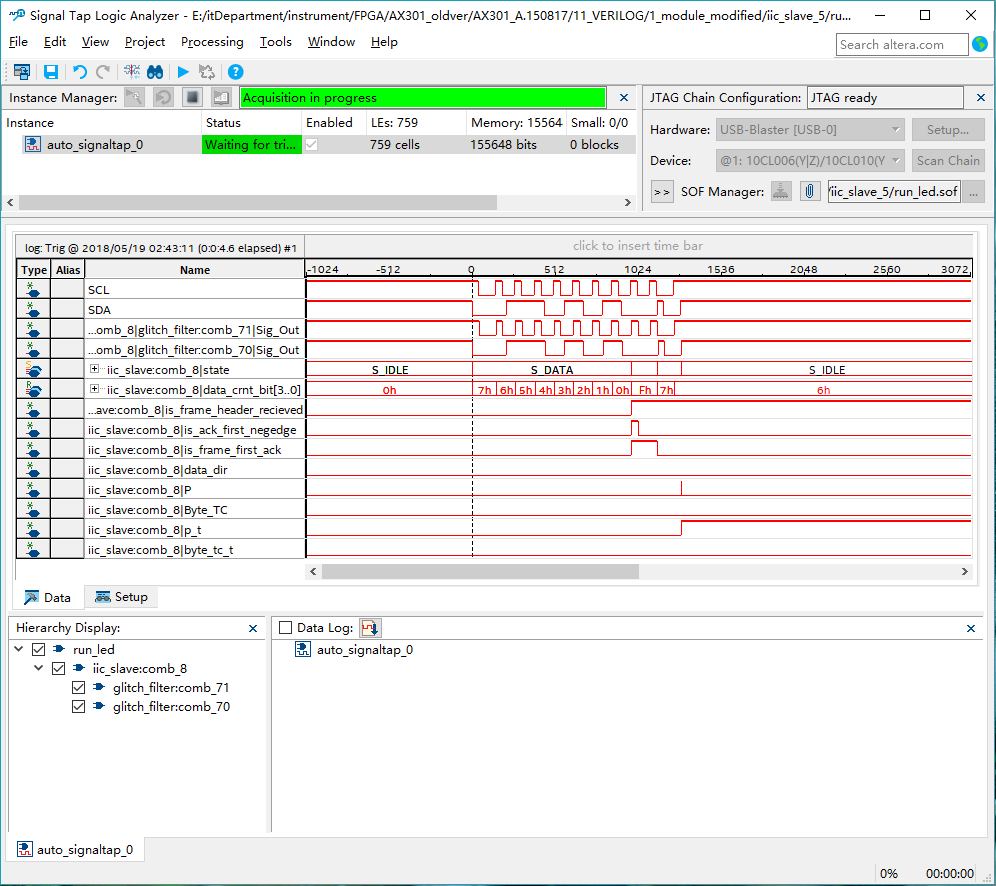 Signal Tap Logic Analyzer - E:/itDepartment/instrument/FPGA/AX301_oldver/AX301_A.150817/11_VERILOG/1_module_modified/iic_slave_5/ru...
File Edit View Project Processing Tools Window Help
Search altera.com
Instance Manager: Acquisition in progress
JTAG Chain Configuration: JTAG ready
Instance Status Enabled LEs: 759 Memory: 15564 Small: 0/0
auto_signaltap_0 Waiting for tri... 759 cells 155648 bits 0 blocks
Hardware: USB-Blaster [USB-0] Setup...
Device: @1: 10CL006(Y|Z)/10CL010(Y Scan Chain
>> SOF Manager: /iic_slave_5/run_led.sof ...
log: Trig @ 2018/05/19 02:43:11 (0:0:4.6 elapsed) #1 click to insert time bar
Type Alias Name -1024 -512 0 512 1024 1536 2048 2560 3072
SCL
SDA
...omb_8|glitch_filter:comb_71|Sig_Out
...omb_8|glitch_filter:comb_70|Sig_Out
iic_slave:comb_8|state S_IDLE S_DATA S_IDLE
iic_slave:comb_8|data_crnt_bit[3..0] 0h 7h 6h 5h 4h 3h 2h 1h 0h Fh 7h 6h
...ave:comb_8|is_frame_header_recieved
iic_slave:comb_8|is_ack_first_negedge
iic_slave:comb_8|is_frame_first_ack
iic_slave:comb_8|data_dir
iic_slave:comb_8|P
iic_slave:comb_8|Byte_TC
iic_slave:comb_8|p_t
iic_slave:comb_8|byte_tc_t
Data Setup
Hierarchy Display:
run_led
iic_slave:comb_8
glitch_filter:comb_71
glitch_filter:comb_70
Data Log:
auto_signaltap_0
auto_signaltap_0
0% 00:00:00